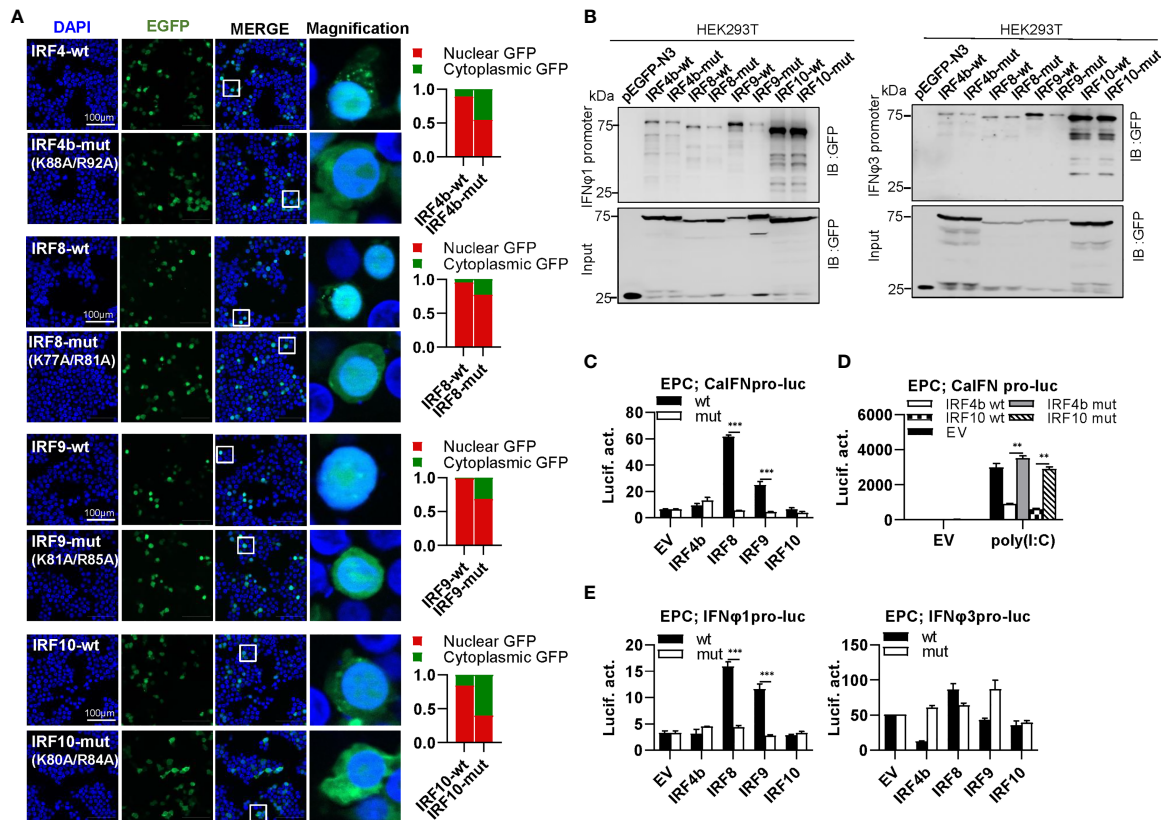 A
DAPI
EGFP
MERGE
Magnification
IRF4-wt
100μm
IRF4b-mut
(K88A/R92A)
Nuclear GFP
Cytoplasmic GFP
1.0
0.5
0.0
IRF4b-wt
IRF4b-mut
IRF8-wt
100μm
IRF8-mut
(K77A/R81A)
Nuclear GFP
Cytoplasmic GFP
1.0
0.5
0.0
IRF8-wt
IRF8-mut
IRF9-wt
100μm
IRF9-mut
(K81A/R85A)
Nuclear GFP
Cytoplasmic GFP
1.0
0.5
0.0
IRF9-wt
IRF9-mut
IRF10-wt
100μm
IRF10-mut
(K80A/R84A)
Nuclear GFP
Cytoplasmic GFP
1.0
0.5
0.0
IRF10-wt
IRF10-mut
B
HEK293T
kDa
pEGFP-N3
IRF4b-wt
IRF4b-mut
IRF8-wt
IRF8-mut
IRF9-wt
IRF9-mut
IRF10-wt
IRF10-mut
IFNφ1 promoter
75
25
IB :GFP
Input
75
25
IB :GFP
HEK293T
kDa
pEGFP-N3
IRF4b-wt
IRF4b-mut
IRF8-wt
IRF8-mut
IRF9-wt
IRF9-mut
IRF10-wt
IRF10-mut
IFNφ3 promoter
75
25
IB :GFP
Input
75
25
IB :GFP
C
EPC; CaIFNpro-luc
wt
mut
Lucif. act.
80
60
40
20
0
***
***
EV
IRF4b
IRF8
IRF9
IRF10
D
EPC; CaIFN pro-luc
IRF4b wt
IRF4b mut
IRF10 wt
IRF10 mut
EV
Lucif. act.
6000
4000
2000
0
**
**
EV
poly(I:C)
E
EPC; IFNφ1pro-luc
wt
mut
Lucif. act.
20
15
10
5
0
***
***
EV
IRF4b
IRF8
IRF9
IRF10
EPC; IFNφ3pro-luc
wt
mut
Lucif. act.
150
100
50
0
EV
IRF4b
IRF8
IRF9
IRF10